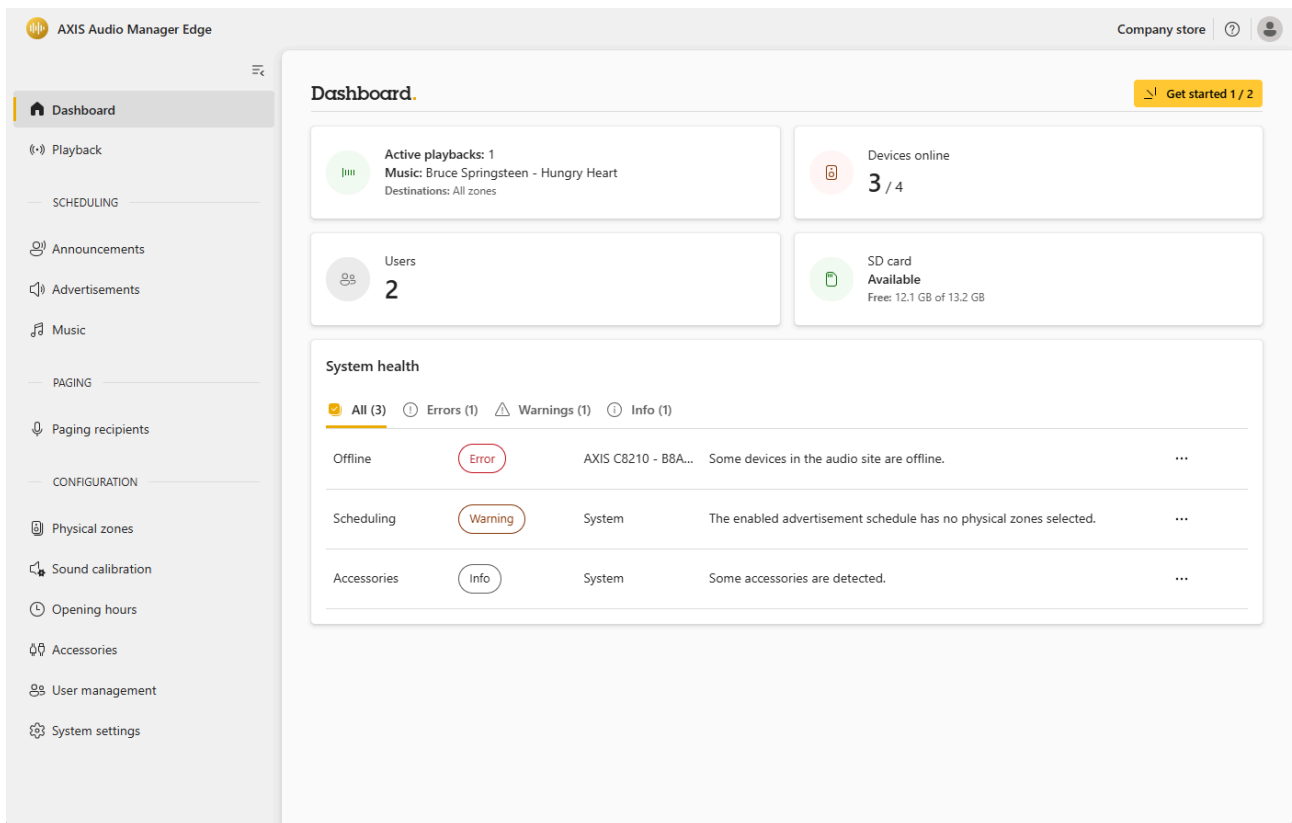 AXIS Audio Manager Edge
Company store
Dashboard
Playback
SCHEDULING
Announcements
Advertisements
Music
PAGING
Paging recipients
CONFIGURATION
Physical zones
Sound calibration
Opening hours
Accessories
User management
System settings
Dashboard.
Get started 1 / 2
Active playbacks: 1
Music: Bruce Springsteen - Hungry Heart
Destinations: All zones
Devices online
3 / 4
Users
2
SD card
Available
Free: 12.1 GB of 13.2 GB
System health
All (3) Errors (1) Warnings (1) Info (1)
Offline Error AXIS C8210 - B8A... Some devices in the audio site are offline.
Scheduling Warning System The enabled advertisement schedule has no physical zones selected.
Accessories Info System Some accessories are detected.